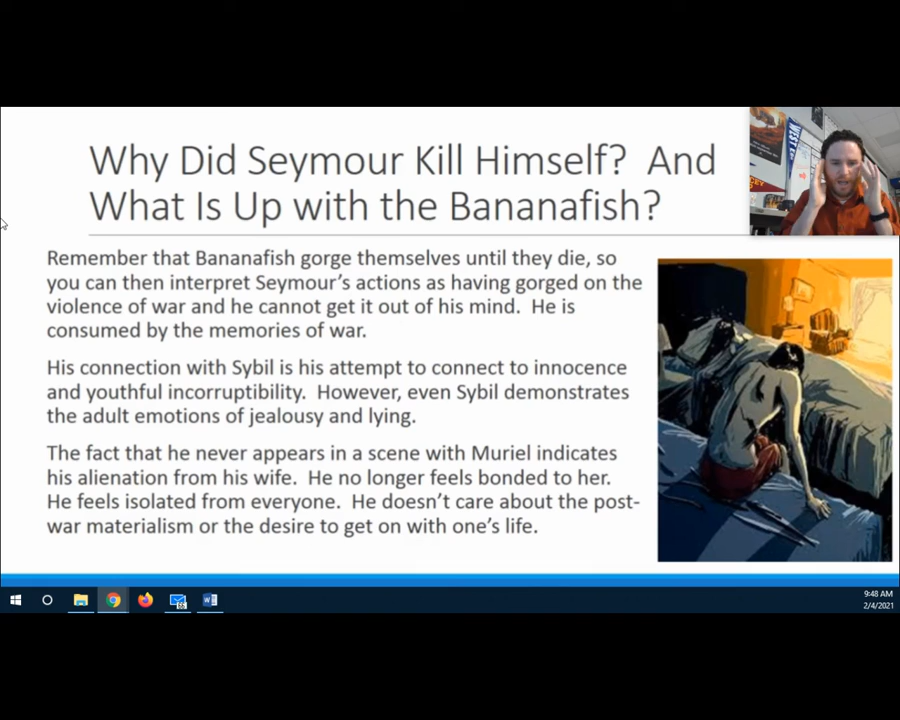 Why Did Seymour Kill Himself? And
What Is Up with the Bananafish?
Remember that Bananafish gorge themselves until they die, so
you can then interpret Seymour's actions as having gorged on the
violence of war and he cannot get it out of his mind. He is
consumed by the memories of war.
His connection with Sybil is his attempt to connect to innocence
and youthful incorruptibility. However, even Sybil demonstrates
the adult emotions of jealousy and lying.
The fact that he never appears in a scene with Muriel indicates
his alienation from his wife. He no longer feels bonded to her.
He feels isolated from everyone. He doesn't care about the post-
war materialism or the desire to get on with one's life.
WEST
9:48 AM
2/4/2021